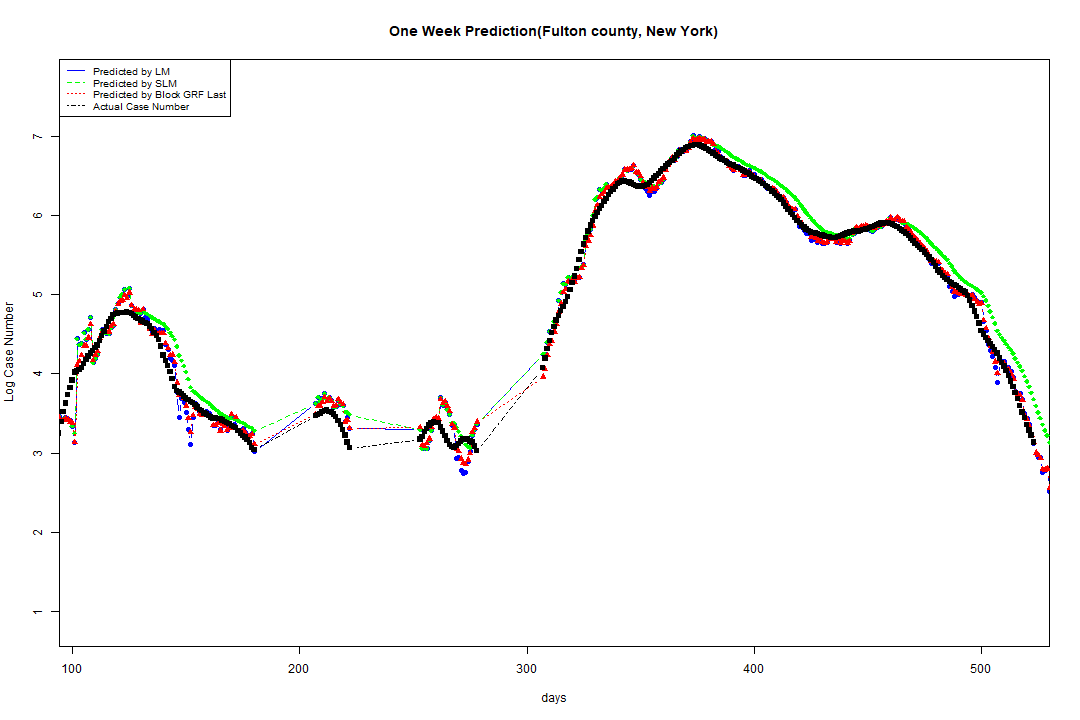 One Week Prediction(Fulton county, New York)
Predicted by LM
Predicted by SLM
Predicted by Block GRF Last
Actual Case Number
7
6
5
4
3
2
1
Log Case Number
100 200 300 400 500
days